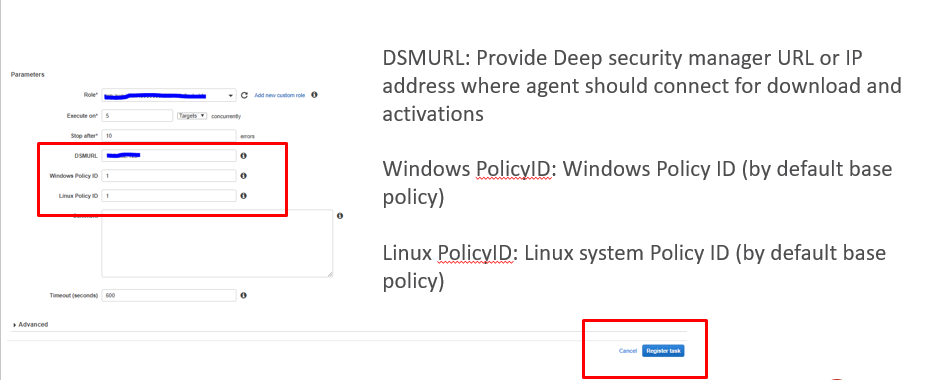 DSMURL: Provide Deep security manager URL or IP
address where agent should connect for download and
activations
Windows PolicyID: Windows Policy ID (by default base
policy)
Linux PolicyID: Linux system Policy ID (by default base
policy)
Parameters
Role*
Add new custom role
Execute on* 5 Targets concurrently
Stop after* 10 errors
DSMURL
Windows Policy ID 1
Linux Policy ID 1
Timeout (seconds) 600
Advanced
Cancel Register task